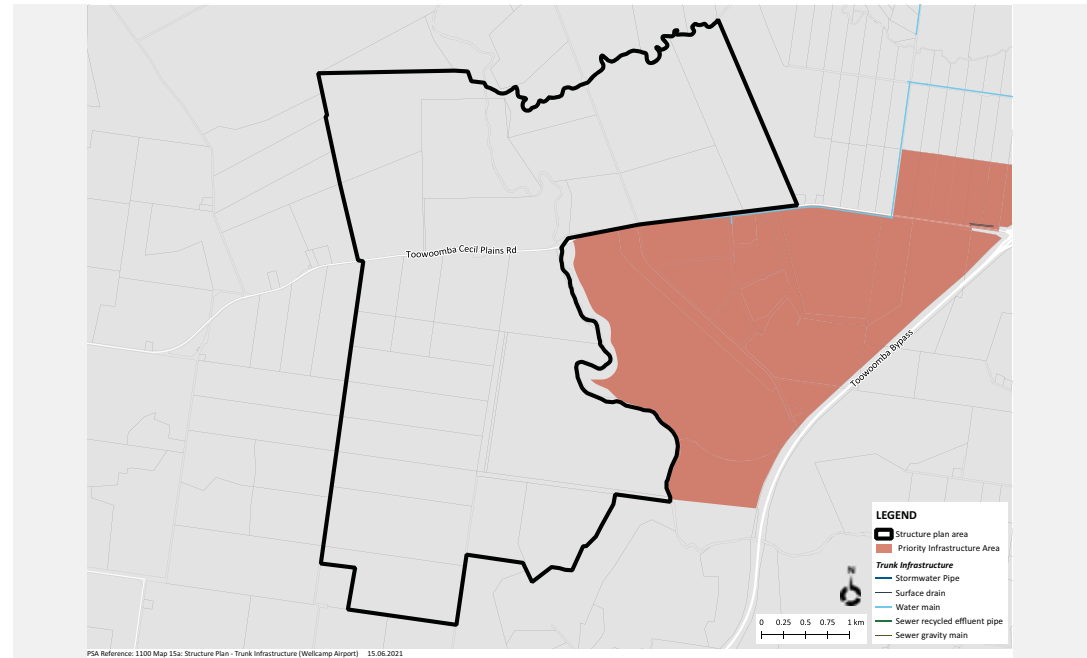 Toowoomba Cecil Plains Rd
Toowoomba Bypass
LEGEND
Structure plan area
Priority Infrastructure Area
Trunk Infrastructure
Stormwater Pipe
Surface drain
Water main
Sewer recycled effluent pipe
Sewer gravity main
N
0 0.25 0.5 0.75 1 km
PSA Reference: 1100 Map 15a: Structure Plan - Trunk Infrastructure (Wellcamp Airport) 15.06.2021